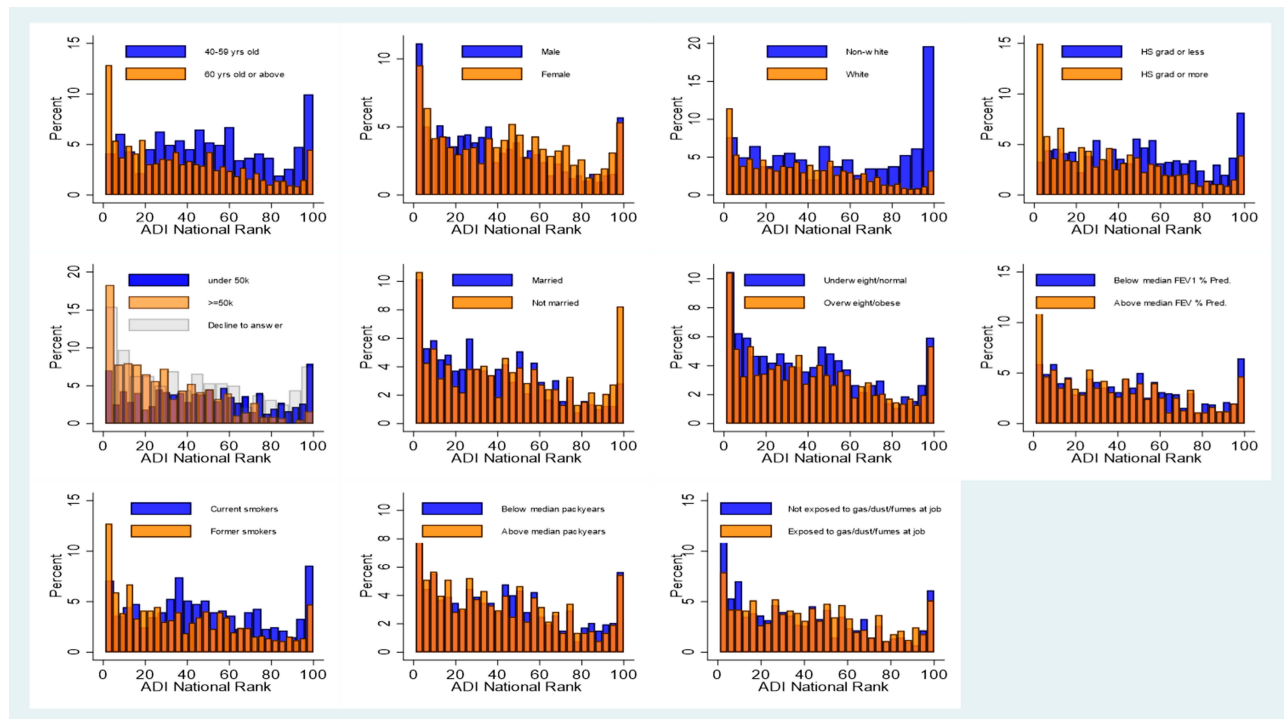 15
10
5
0
Percent
40-59 yrs old
60 yrs old or above
0 20 40 60 80 100
ADI National Rank
10
5
0
Percent
Male
Female
0 20 40 60 80 100
ADI National Rank
20
15
10
5
0
Percent
Non-white
White
0 20 40 60 80 100
ADI National Rank
15
10
5
0
Percent
HS grad or less
HS grad or more
0 20 40 60 80 100
ADI National Rank
20
15
10
5
0
Percent
under 50k
>=50k
Decline to answer
0 20 40 60 80 100
ADI National Rank
10
8
6
4
2
0
Percent
Married
Not married
0 20 40 60 80 100
ADI National Rank
10
8
6
4
2
0
Percent
Underweight/normal
Overweight/obese
0 20 40 60 80 100
ADI National Rank
15
10
5
0
Percent
Below median FEV1 % Pred.
Above median FEV % Pred.
0 20 40 60 80 100
ADI National Rank
15
10
5
0
Percent
Current smokers
Former smokers
0 20 40 60 80 100
ADI National Rank
10
8
6
4
2
0
Percent
Below median packyears
Above median packyears
0 20 40 60 80 100
ADI National Rank
15
10
5
0
Percent
Not exposed to gas/dust/fumes at job
Exposed to gas/dust/fumes at job
0 20 40 60 80 100
ADI National Rank